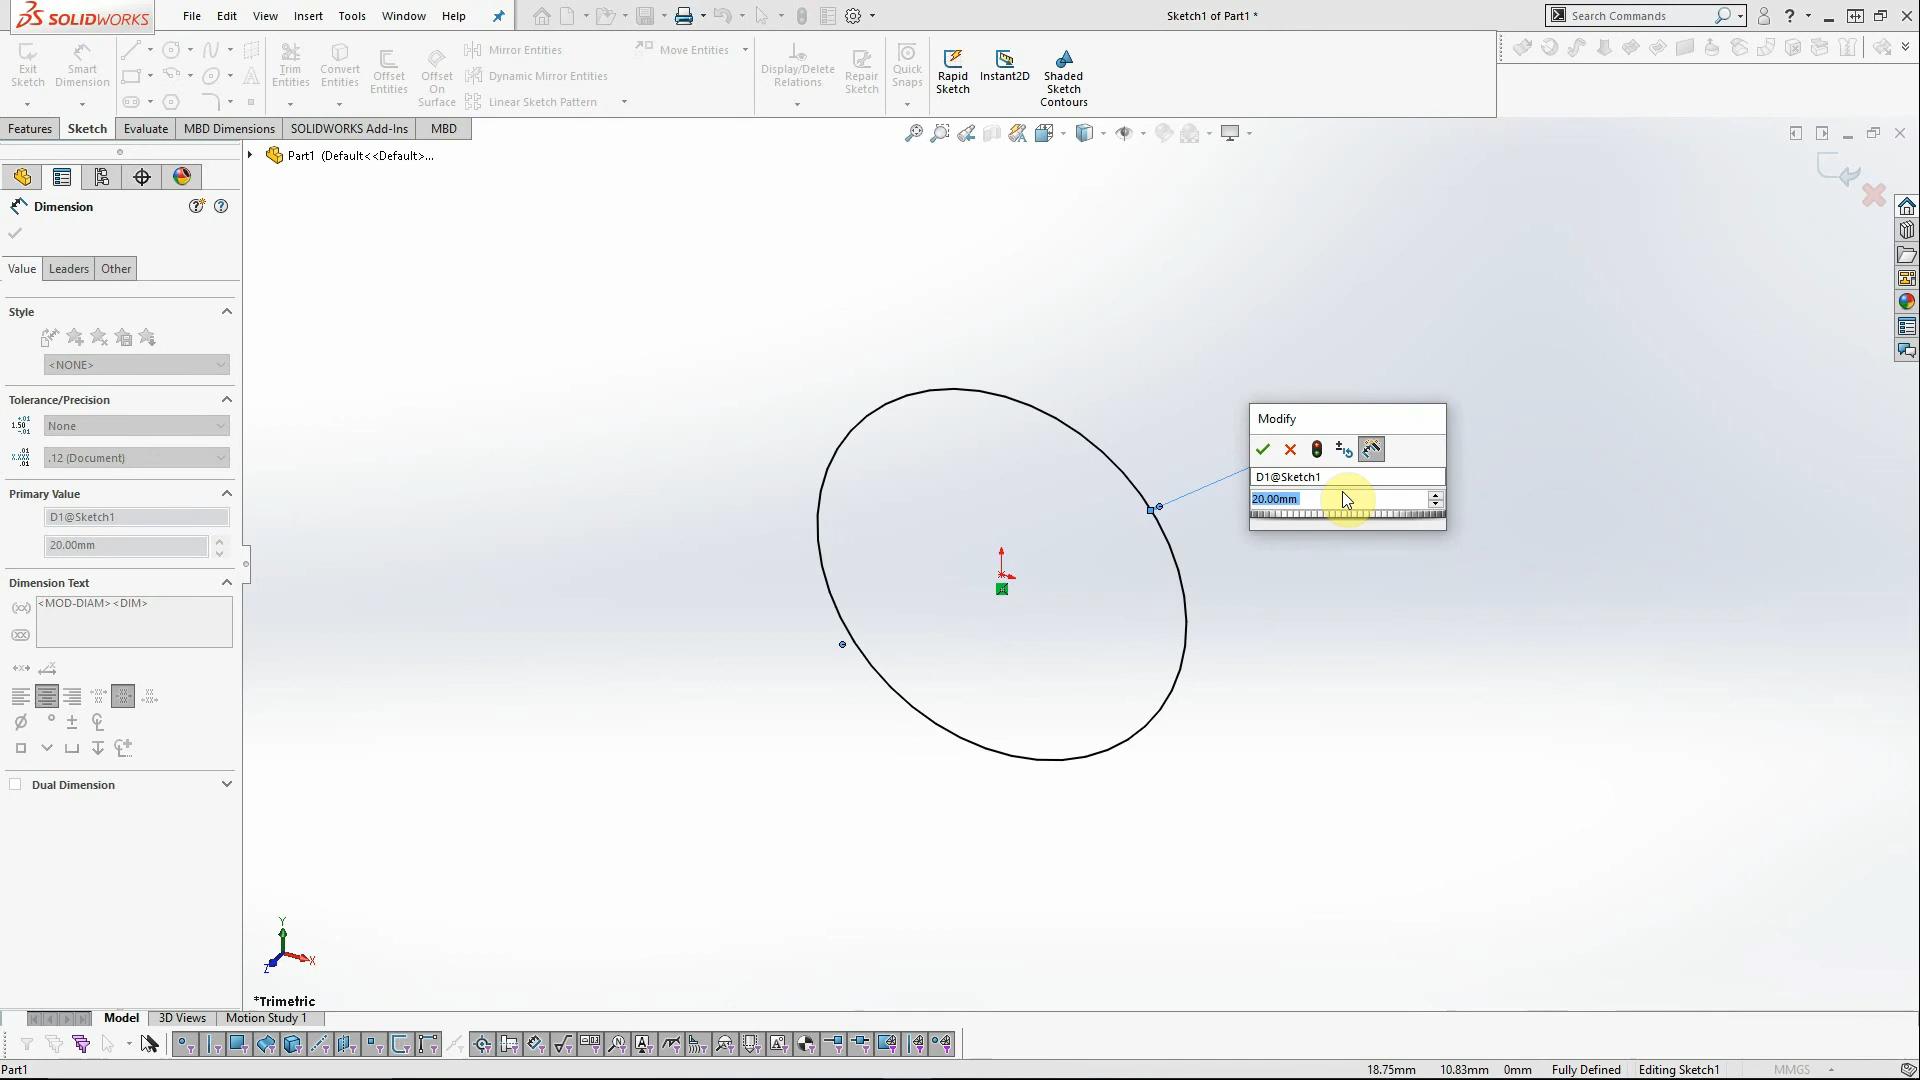 SOLIDWORKS File Edit View Insert Tools Window Help Sketch1 of Part1 * Search Commands
Exit Sketch
Smart Dimension
Trim Entities
Convert Entities
Offset Entities
Offset On Surface
Mirror Entities
Dynamic Mirror Entities
Linear Sketch Pattern
Move Entities
Display/Delete Relations
Repair Sketch
Quick Snaps
Rapid Sketch
Instant2D
Shaded Sketch Contours
Features Sketch Evaluate MBD Dimensions SOLIDWORKS Add-Ins MBD
Part1 (Default<<Default>...
Dimension
Value Leaders Other
Style
<NONE>
Tolerance/Precision
None
.12 (Document)
Primary Value
D1@Sketch1
20.00mm
Dimension Text
<MOD-DIAM><DIM>
Dual Dimension
Modify
D1@Sketch1
20.00mm
Y
X
Z
*Trimetric
Model 3D Views Motion Study 1
Part1 18.75mm 10.83mm 0mm Fully Defined Editing Sketch1 MMGS